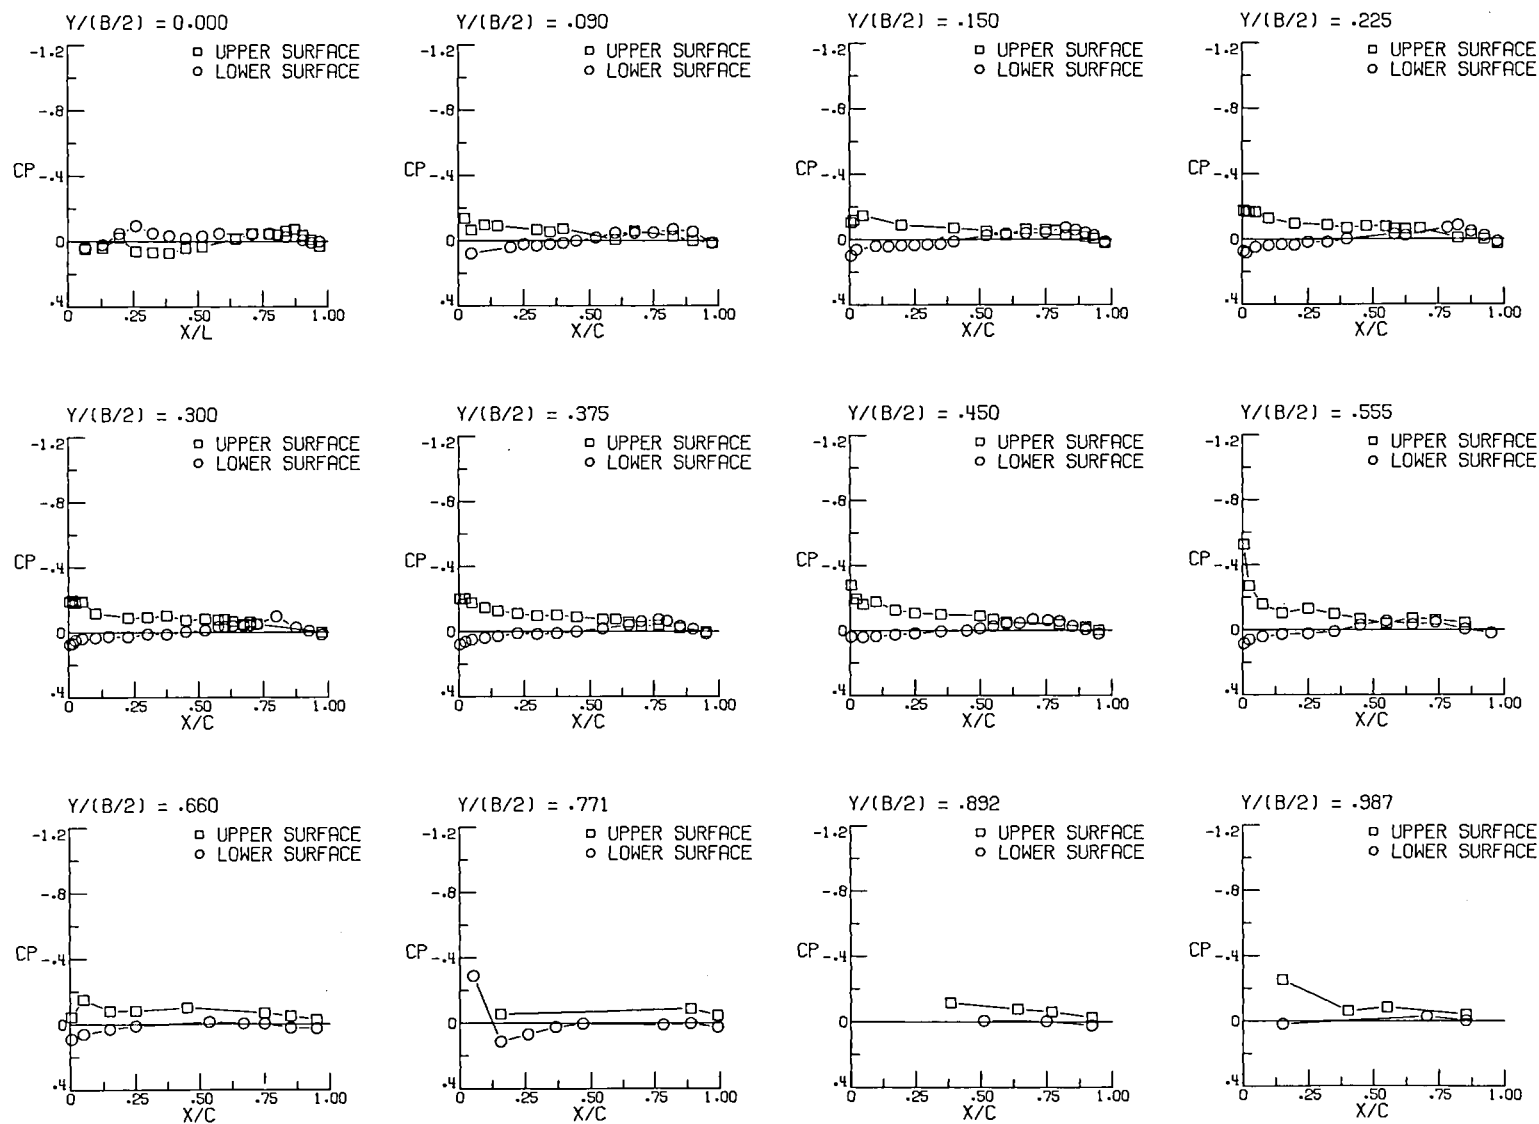 Y/(B/2) = 0.000
□ UPPER SURFACE
○ LOWER SURFACE
-1.2
-.8
CP -.4
0
.4
0 .25 .50 .75 1.00
X/L
Y/(B/2) = .090
□ UPPER SURFACE
○ LOWER SURFACE
-1.2
-.8
CP -.4
0
.4
0 .25 .50 .75 1.00
X/C
Y/(B/2) = .150
□ UPPER SURFACE
○ LOWER SURFACE
-1.2
-.8
CP -.4
0
.4
0 .25 .50 .75 1.00
X/C
Y/(B/2) = .225
□ UPPER SURFACE
○ LOWER SURFACE
-1.2
-.8
CP -.4
0
.4
0 .25 .50 .75 1.00
X/C
Y/(B/2) = .300
□ UPPER SURFACE
○ LOWER SURFACE
-1.2
-.8
CP -.4
0
.4
0 .25 .50 .75 1.00
X/C
Y/(B/2) = .375
□ UPPER SURFACE
○ LOWER SURFACE
-1.2
-.8
CP -.4
0
.4
0 .25 .50 .75 1.00
X/C
Y/(B/2) = .450
□ UPPER SURFACE
○ LOWER SURFACE
-1.2
-.8
CP -.4
0
.4
0 .25 .50 .75 1.00
X/C
Y/(B/2) = .555
□ UPPER SURFACE
○ LOWER SURFACE
-1.2
-.8
CP -.4
0
.4
0 .25 .50 .75 1.00
X/C
Y/(B/2) = .660
□ UPPER SURFACE
○ LOWER SURFACE
-1.2
-.8
CP -.4
0
.4
0 .25 .50 .75 1.00
X/C
Y/(B/2) = .771
□ UPPER SURFACE
○ LOWER SURFACE
-1.2
-.8
CP -.4
0
.4
0 .25 .50 .75 1.00
X/C
Y/(B/2) = .892
□ UPPER SURFACE
○ LOWER SURFACE
-1.2
-.8
CP -.4
0
.4
0 .25 .50 .75 1.00
X/C
Y/(B/2) = .987
□ UPPER SURFACE
○ LOWER SURFACE
-1.2
-.8
CP -.4
0
.4
0 .25 .50 .75 1.00
X/C